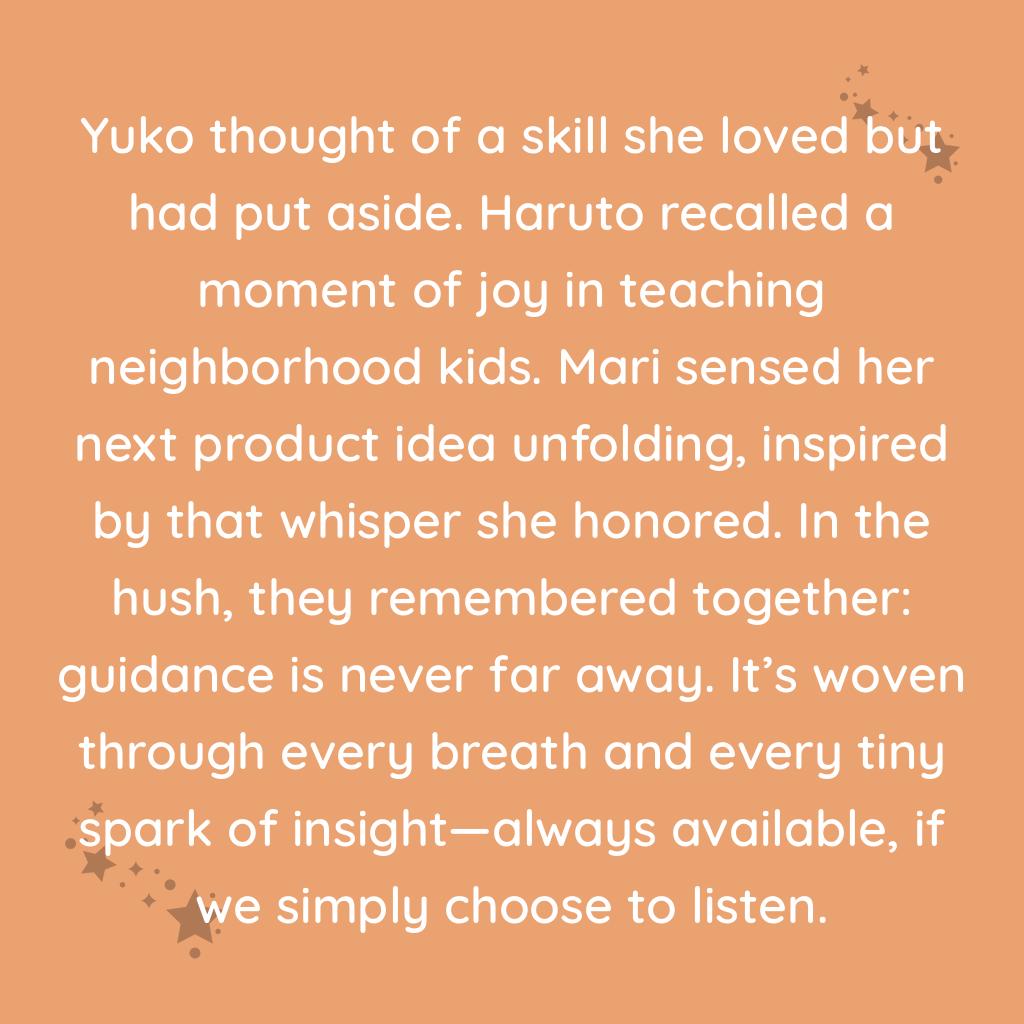 Yuko thought of a skill she loved but
had put aside. Haruto recalled a
moment of joy in teaching
neighborhood kids. Mari sensed her
next product idea unfolding, inspired
by that whisper she honored. In the
hush, they remembered together:
guidance is never far away. It’s woven
through every breath and every tiny
spark of insight—always available, if
we simply choose to listen.